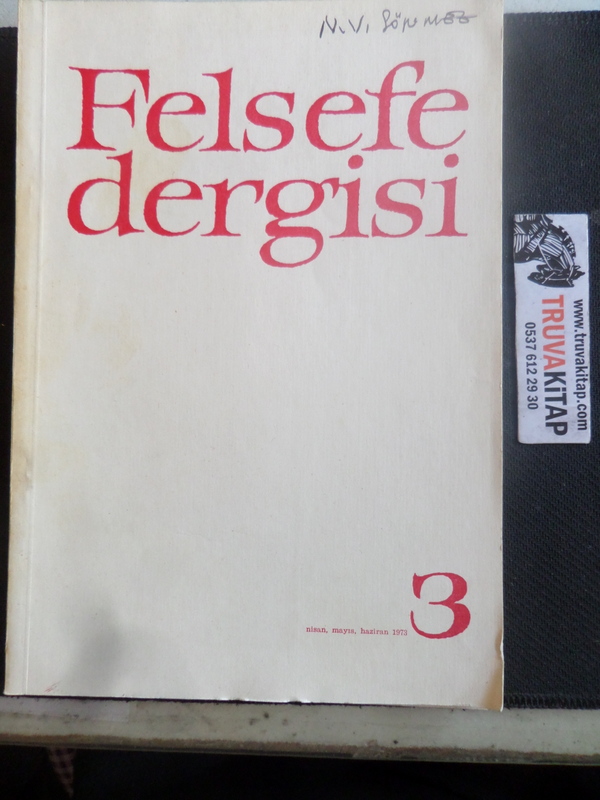 N.V. Sönmez
Felsefe
dergisi
nisan, mayıs, haziran 1973
3
www.truvakitap.com
TRUVAKiTAP
0537 612 29 30